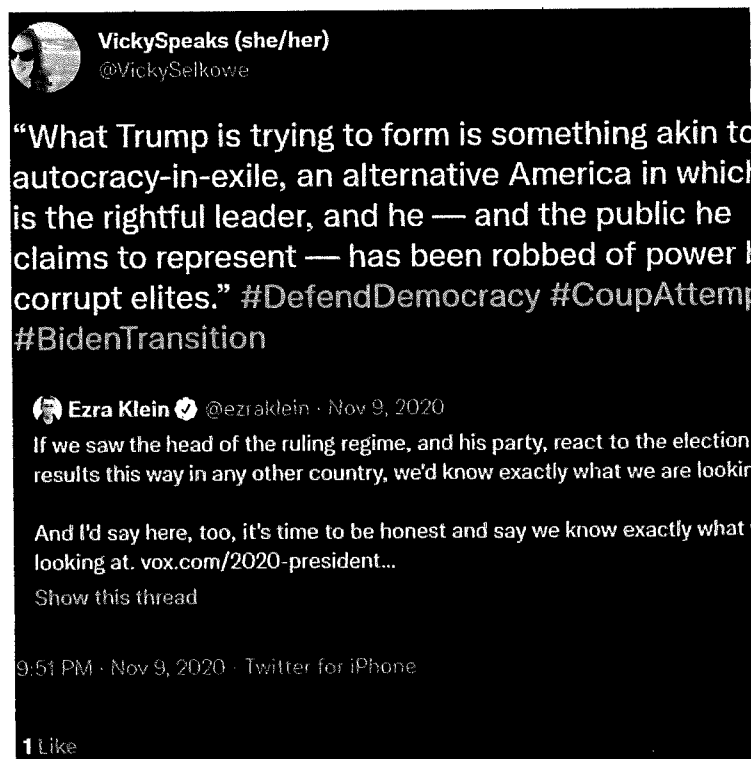 VickySpeaks (she/her)
@VickySelkowe
“What Trump is trying to form is something akin to
autocracy-in-exile, an alternative America in which
is the rightful leader, and he — and the public he
claims to represent — has been robbed of power
corrupt elites.” #DefendDemocracy #CoupAttemp
#BidenTransition
Ezra Klein @ezraklein · Nov 9, 2020
If we saw the head of the ruling regime, and his party, react to the election
results this way in any other country, we'd know exactly what we are lookin
And I'd say here, too, it's time to be honest and say we know exactly what
looking at. vox.com/2020-president...
Show this thread
9:51 PM · Nov 9, 2020 · Twitter for iPhone
1 Like